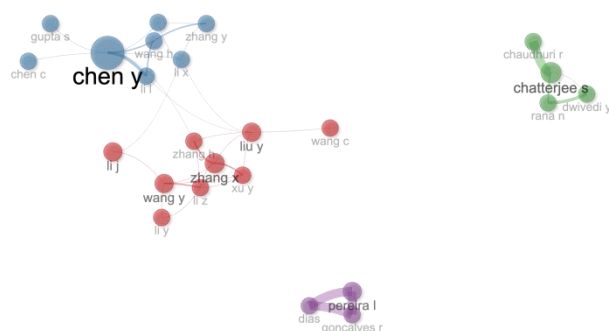 gupta s
zhang y
wang h
chen c
chen y
li x
li l
chaudhuri r
chatterjee s
dwivedi y
rana n
liu y
wang c
zhang h
li j
zhang x
wang y
xu y
li z
li y
pereira l
dias
goncalves r